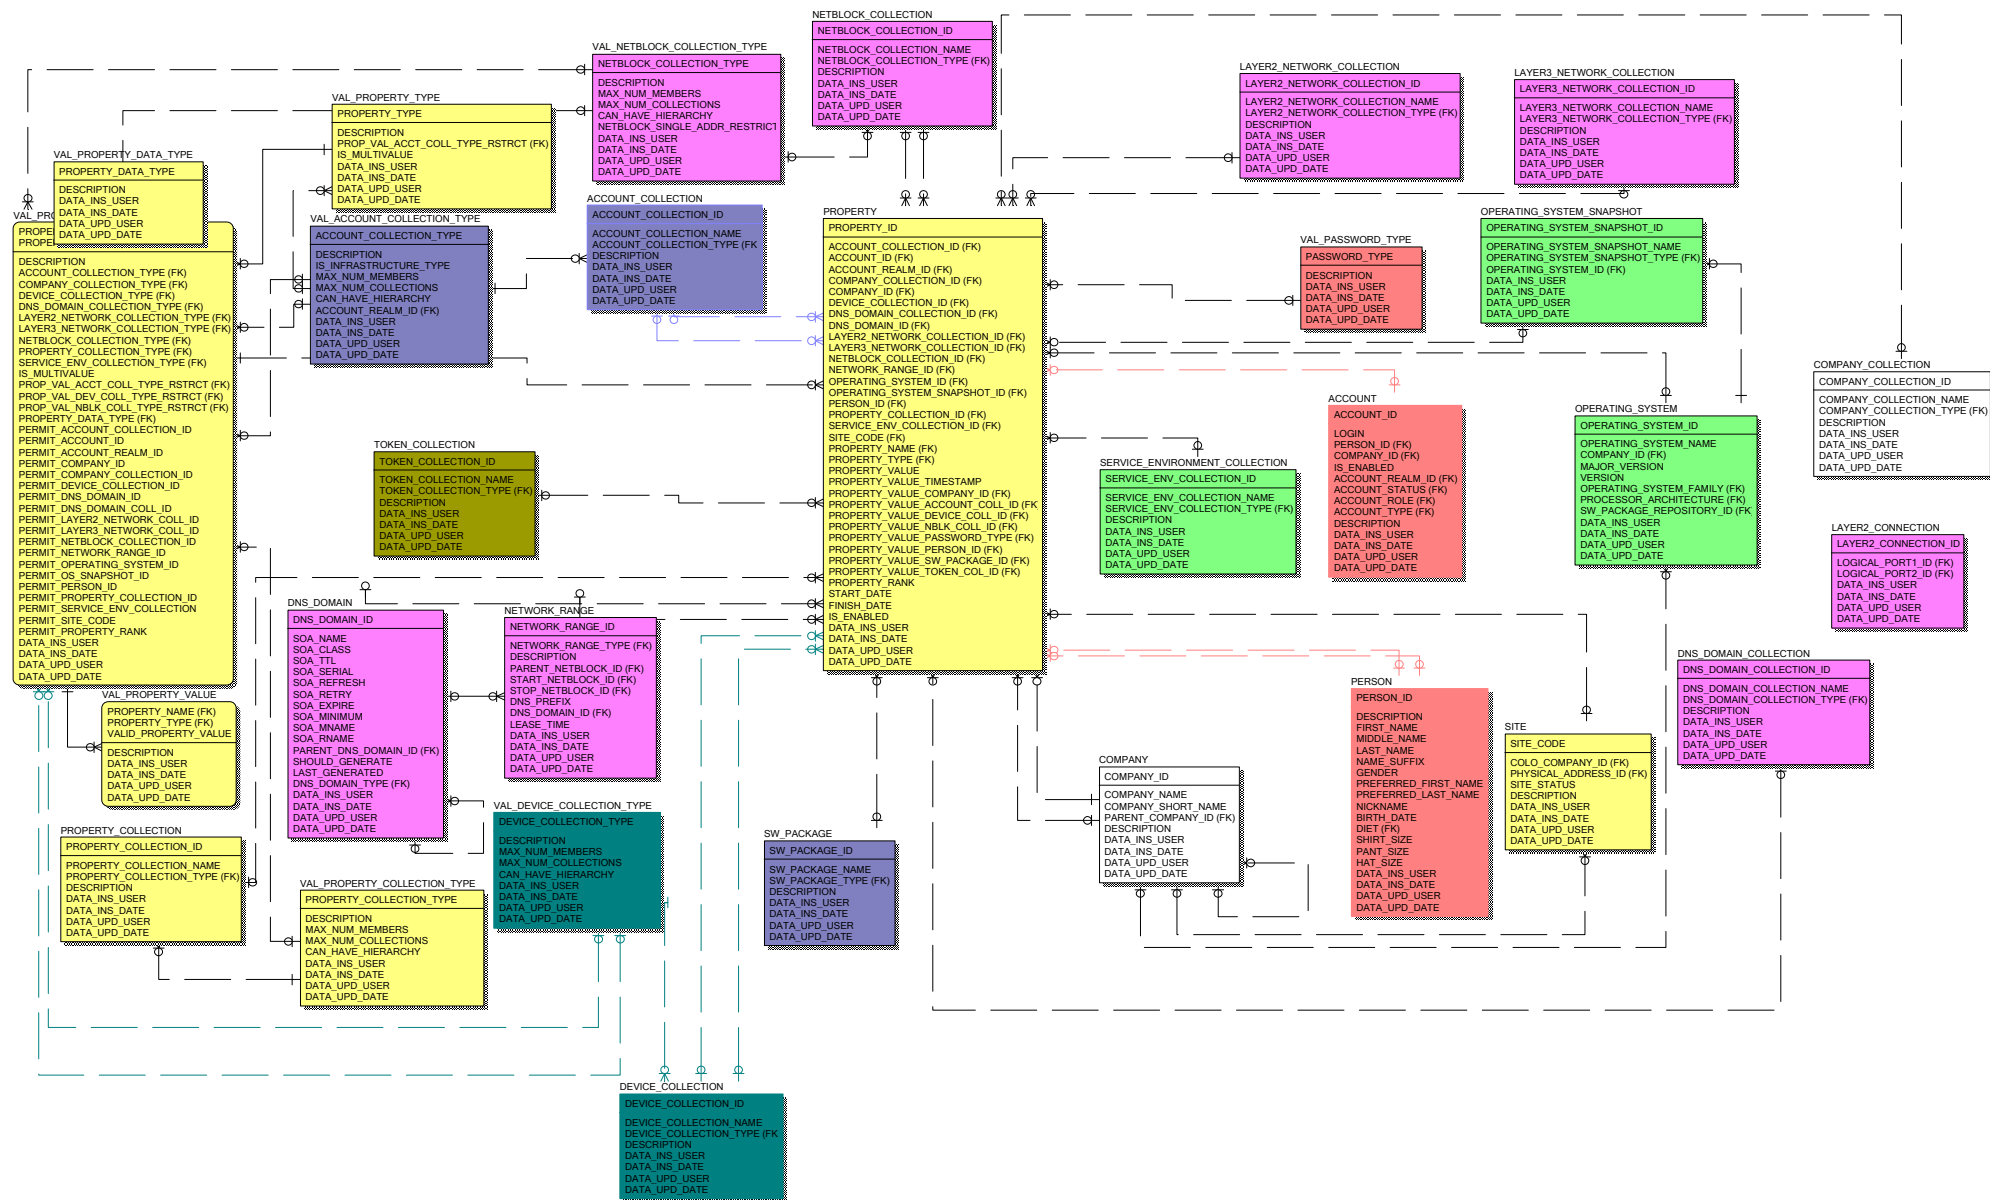 NETBLOCK_COLLECTION
NETBLOCK_COLLECTION_ID
NETBLOCK_COLLECTION_NAME
NETBLOCK_COLLECTION_TYPE (FK)
DESCRIPTION
DATA_INS_USER
DATA_INS_DATE
DATA_UPD_USER
DATA_UPD_DATE
VAL_NETBLOCK_COLLECTION_TYPE
NETBLOCK_COLLECTION_TYPE
DESCRIPTION
MAX_NUM_MEMBERS
MAX_NUM_COLLECTIONS
CAN_HAVE_HIERARCHY
NETBLOCK_SINGLE_ADDR_RESTRICT
DATA_INS_USER
DATA_INS_DATE
DATA_UPD_USER
DATA_UPD_DATE
LAYER2_NETWORK_COLLECTION
LAYER2_NETWORK_COLLECTION_ID
LAYER2_NETWORK_COLLECTION_NAME
LAYER2_NETWORK_COLLECTION_TYPE (FK)
DESCRIPTION
DATA_INS_USER
DATA_INS_DATE
DATA_UPD_USER
DATA_UPD_DATE
LAYER3_NETWORK_COLLECTION
LAYER3_NETWORK_COLLECTION_ID
LAYER3_NETWORK_COLLECTION_NAME
LAYER3_NETWORK_COLLECTION_TYPE (FK)
DESCRIPTION
DATA_INS_USER
DATA_INS_DATE
DATA_UPD_USER
DATA_UPD_DATE
VAL_PROPERTY_TYPE
PROPERTY_TYPE
DESCRIPTION
PROP_VAL_ACCT_COLL_TYPE_RSTRCT (FK)
IS_MULTIVALUE
DATA_INS_USER
DATA_INS_DATE
DATA_UPD_USER
DATA_UPD_DATE
VAL_PROPERTY_DATA_TYPE
PROPERTY_DATA_TYPE
DESCRIPTION
DATA_INS_USER
DATA_INS_DATE
DATA_UPD_USER
DATA_UPD_DATE
DESCRIPTION
ACCOUNT_COLLECTION_TYPE (FK)
COMPANY_COLLECTION_TYPE (FK)
DEVICE_COLLECTION_TYPE (FK)
DNS_DOMAIN_COLLECTION_TYPE (FK)
LAYER2_NETWORK_COLLECTION_TYPE (FK)
LAYER3_NETWORK_COLLECTION_TYPE (FK)
NETBLOCK_COLLECTION_TYPE (FK)
PROPERTY_COLLECTION_TYPE (FK)
SERVICE_ENV_COLLECTION_TYPE (FK)
IS_MULTIVALUE
PROP_VAL_ACCT_COLL_TYPE_RSTRCT (FK)
PROP_VAL_DEV_COLL_TYPE_RSTRCT (FK)
PROP_VAL_NBLK_COLL_TYPE_RSTRCT (FK)
PROPERTY_DATA_TYPE (FK)
PERMIT_ACCOUNT_COLLECTION_ID
PERMIT_ACCOUNT_ID
PERMIT_ACCOUNT_REALM_ID
PERMIT_COMPANY_ID
PERMIT_COMPANY_COLLECTION_ID
PERMIT_DEVICE_COLLECTION_ID
PERMIT_DNS_DOMAIN_ID
PERMIT_DNS_DOMAIN_COLL_ID
PERMIT_LAYER2_NETWORK_COLL_ID
PERMIT_LAYER3_NETWORK_COLL_ID
PERMIT_NETBLOCK_COLLECTION_ID
PERMIT_NETWORK_RANGE_ID
PERMIT_OPERATING_SYSTEM_ID
PERMIT_OS_SNAPSHOT_ID
PERMIT_PERSON_ID
PERMIT_PROPERTY_COLLECTION_ID
PERMIT_SERVICE_ENV_COLLECTION
PERMIT_SITE_CODE
PERMIT_PROPERTY_RANK
DATA_INS_USER
DATA_INS_DATE
DATA_UPD_USER
DATA_UPD_DATE
VAL_ACCOUNT_COLLECTION_TYPE
ACCOUNT_COLLECTION_TYPE
DESCRIPTION
IS_INFRASTRUCTURE_TYPE
MAX_NUM_MEMBERS
MAX_NUM_COLLECTIONS
CAN_HAVE_HIERARCHY
ACCOUNT_REALM_ID (FK)
DATA_INS_USER
DATA_INS_DATE
DATA_UPD_USER
DATA_UPD_DATE
ACCOUNT_COLLECTION
ACCOUNT_COLLECTION_ID
ACCOUNT_COLLECTION_NAME
ACCOUNT_COLLECTION_TYPE (FK
DESCRIPTION
DATA_INS_USER
DATA_INS_DATE
DATA_UPD_USER
DATA_UPD_DATE
PROPERTY
PROPERTY_ID
ACCOUNT_COLLECTION_ID (FK)
ACCOUNT_ID (FK)
ACCOUNT_REALM_ID (FK)
COMPANY_COLLECTION_ID (FK)
COMPANY_ID (FK)
DEVICE_COLLECTION_ID (FK)
DNS_DOMAIN_COLLECTION_ID (FK)
DNS_DOMAIN_ID (FK)
LAYER2_NETWORK_COLLECTION_ID (FK)
LAYER3_NETWORK_COLLECTION_ID (FK)
NETBLOCK_COLLECTION_ID (FK)
NETWORK_RANGE_ID (FK)
OPERATING_SYSTEM_ID (FK)
OPERATING_SYSTEM_SNAPSHOT_ID (FK)
PERSON_ID (FK)
PROPERTY_COLLECTION_ID (FK)
SERVICE_ENV_COLLECTION_ID (FK)
SITE_CODE (FK)
PROPERTY_NAME (FK)
PROPERTY_TYPE (FK)
PROPERTY_VALUE
PROPERTY_VALUE_TIMESTAMP
PROPERTY_VALUE_COMPANY_ID (FK)
PROPERTY_VALUE_ACCOUNT_COLL_ID (FK
PROPERTY_VALUE_DEVICE_COLL_ID (FK)
PROPERTY_VALUE_NBLK_COLL_ID (FK)
PROPERTY_VALUE_PASSWORD_TYPE (FK)
PROPERTY_VALUE_PERSON_ID (FK)
PROPERTY_VALUE_SW_PACKAGE_ID (FK)
PROPERTY_VALUE_TOKEN_COL_ID (FK)
PROPERTY_RANK
START_DATE
FINISH_DATE
IS_ENABLED
DATA_INS_USER
DATA_INS_DATE
DATA_UPD_USER
DATA_UPD_DATE
VAL_PASSWORD_TYPE
PASSWORD_TYPE
DESCRIPTION
DATA_INS_USER
DATA_INS_DATE
DATA_UPD_USER
DATA_UPD_DATE
OPERATING_SYSTEM_SNAPSHOT
OPERATING_SYSTEM_SNAPSHOT_ID
OPERATING_SYSTEM_SNAPSHOT_NAME
OPERATING_SYSTEM_SNAPSHOT_TYPE (FK)
OPERATING_SYSTEM_ID (FK)
DATA_INS_USER
DATA_INS_DATE
DATA_UPD_USER
DATA_UPD_DATE
COMPANY_COLLECTION
COMPANY_COLLECTION_ID
COMPANY_COLLECTION_NAME
COMPANY_COLLECTION_TYPE (FK)
DESCRIPTION
DATA_INS_USER
DATA_INS_DATE
DATA_UPD_USER
DATA_UPD_DATE
ACCOUNT
ACCOUNT_ID
LOGIN
PERSON_ID (FK)
COMPANY_ID (FK)
IS_ENABLED
ACCOUNT_REALM_ID (FK)
ACCOUNT_STATUS (FK)
ACCOUNT_ROLE (FK)
ACCOUNT_TYPE (FK)
DESCRIPTION
DATA_INS_USER
DATA_INS_DATE
DATA_UPD_USER
DATA_UPD_DATE
OPERATING_SYSTEM
OPERATING_SYSTEM_ID
OPERATING_SYSTEM_NAME
COMPANY_ID (FK)
MAJOR_VERSION
VERSION
OPERATING_SYSTEM_FAMILY (FK)
PROCESSOR_ARCHITECTURE (FK)
SW_PACKAGE_REPOSITORY_ID (FK
DATA_INS_USER
DATA_INS_DATE
DATA_UPD_USER
DATA_UPD_DATE
TOKEN_COLLECTION
TOKEN_COLLECTION_ID
TOKEN_COLLECTION_NAME
TOKEN_COLLECTION_TYPE (FK)
DESCRIPTION
DATA_INS_USER
DATA_INS_DATE
DATA_UPD_USER
DATA_UPD_DATE
SERVICE_ENVIRONMENT_COLLECTION
SERVICE_ENV_COLLECTION_ID
SERVICE_ENV_COLLECTION_NAME
SERVICE_ENV_COLLECTION_TYPE (FK)
DESCRIPTION
DATA_INS_USER
DATA_INS_DATE
DATA_UPD_USER
DATA_UPD_DATE
LAYER2_CONNECTION
LAYER2_CONNECTION_ID
LOGICAL_PORT1_ID (FK)
LOGICAL_PORT2_ID (FK)
DATA_INS_USER
DATA_INS_DATE
DATA_UPD_USER
DATA_UPD_DATE
DNS_DOMAIN
DNS_DOMAIN_ID
SOA_NAME
SOA_CLASS
SOA_TTL
SOA_SERIAL
SOA_REFRESH
SOA_RETRY
SOA_EXPIRE
SOA_MINIMUM
SOA_MNAME
SOA_RNAME
PARENT_DNS_DOMAIN_ID (FK)
SHOULD_GENERATE
LAST_GENERATED
DNS_DOMAIN_TYPE (FK)
DATA_INS_USER
DATA_INS_DATE
DATA_UPD_USER
DATA_UPD_DATE
NETWORK_RANGE
NETWORK_RANGE_ID
NETWORK_RANGE_TYPE (FK)
DESCRIPTION
PARENT_NETBLOCK_ID (FK)
START_NETBLOCK_ID (FK)
STOP_NETBLOCK_ID (FK)
DNS_PREFIX
DNS_DOMAIN_ID (FK)
LEASE_TIME
DATA_INS_USER
DATA_INS_DATE
DATA_UPD_USER
DATA_UPD_DATE
DNS_DOMAIN_COLLECTION
DNS_DOMAIN_COLLECTION_ID
DNS_DOMAIN_COLLECTION_NAME
DNS_DOMAIN_COLLECTION_TYPE (FK)
DESCRIPTION
DATA_INS_USER
DATA_INS_DATE
DATA_UPD_USER
DATA_UPD_DATE
PERSON
PERSON_ID
DESCRIPTION
FIRST_NAME
MIDDLE_NAME
LAST_NAME
NAME_SUFFIX
GENDER
PREFERRED_FIRST_NAME
PREFERRED_LAST_NAME
NICKNAME
BIRTH_DATE
DIET (FK)
SHIRT_SIZE
PANT_SIZE
HAT_SIZE
DATA_INS_USER
DATA_INS_DATE
DATA_UPD_USER
DATA_UPD_DATE
VAL_PROPERTY_VALUE
PROPERTY_NAME (FK)
PROPERTY_TYPE (FK)
VALID_PROPERTY_VALUE
DESCRIPTION
DATA_INS_USER
DATA_INS_DATE
DATA_UPD_USER
DATA_UPD_DATE
SITE
SITE_CODE
COLO_COMPANY_ID (FK)
PHYSICAL_ADDRESS_ID (FK)
SITE_STATUS
DESCRIPTION
DATA_INS_USER
DATA_INS_DATE
DATA_UPD_USER
DATA_UPD_DATE
COMPANY
COMPANY_ID
COMPANY_NAME
COMPANY_SHORT_NAME
PARENT_COMPANY_ID (FK)
DESCRIPTION
DATA_INS_USER
DATA_INS_DATE
DATA_UPD_USER
DATA_UPD_DATE
VAL_DEVICE_COLLECTION_TYPE
DEVICE_COLLECTION_TYPE
DESCRIPTION
MAX_NUM_MEMBERS
MAX_NUM_COLLECTIONS
CAN_HAVE_HIERARCHY
DATA_INS_USER
DATA_INS_DATE
DATA_UPD_USER
DATA_UPD_DATE
PROPERTY_COLLECTION
PROPERTY_COLLECTION_ID
PROPERTY_COLLECTION_NAME
PROPERTY_COLLECTION_TYPE (FK)
DESCRIPTION
DATA_INS_USER
DATA_INS_DATE
DATA_UPD_USER
DATA_UPD_DATE
SW_PACKAGE
SW_PACKAGE_ID
SW_PACKAGE_NAME
SW_PACKAGE_TYPE (FK)
DESCRIPTION
DATA_INS_USER
DATA_INS_DATE
DATA_UPD_USER
DATA_UPD_DATE
VAL_PROPERTY_COLLECTION_TYPE
PROPERTY_COLLECTION_TYPE
DESCRIPTION
MAX_NUM_MEMBERS
MAX_NUM_COLLECTIONS
CAN_HAVE_HIERARCHY
DATA_INS_USER
DATA_INS_DATE
DATA_UPD_USER
DATA_UPD_DATE
DEVICE_COLLECTION
DEVICE_COLLECTION_ID
DEVICE_COLLECTION_NAME
DEVICE_COLLECTION_TYPE (FK
DESCRIPTION
DATA_INS_USER
DATA_INS_DATE
DATA_UPD_USER
DATA_UPD_DATE